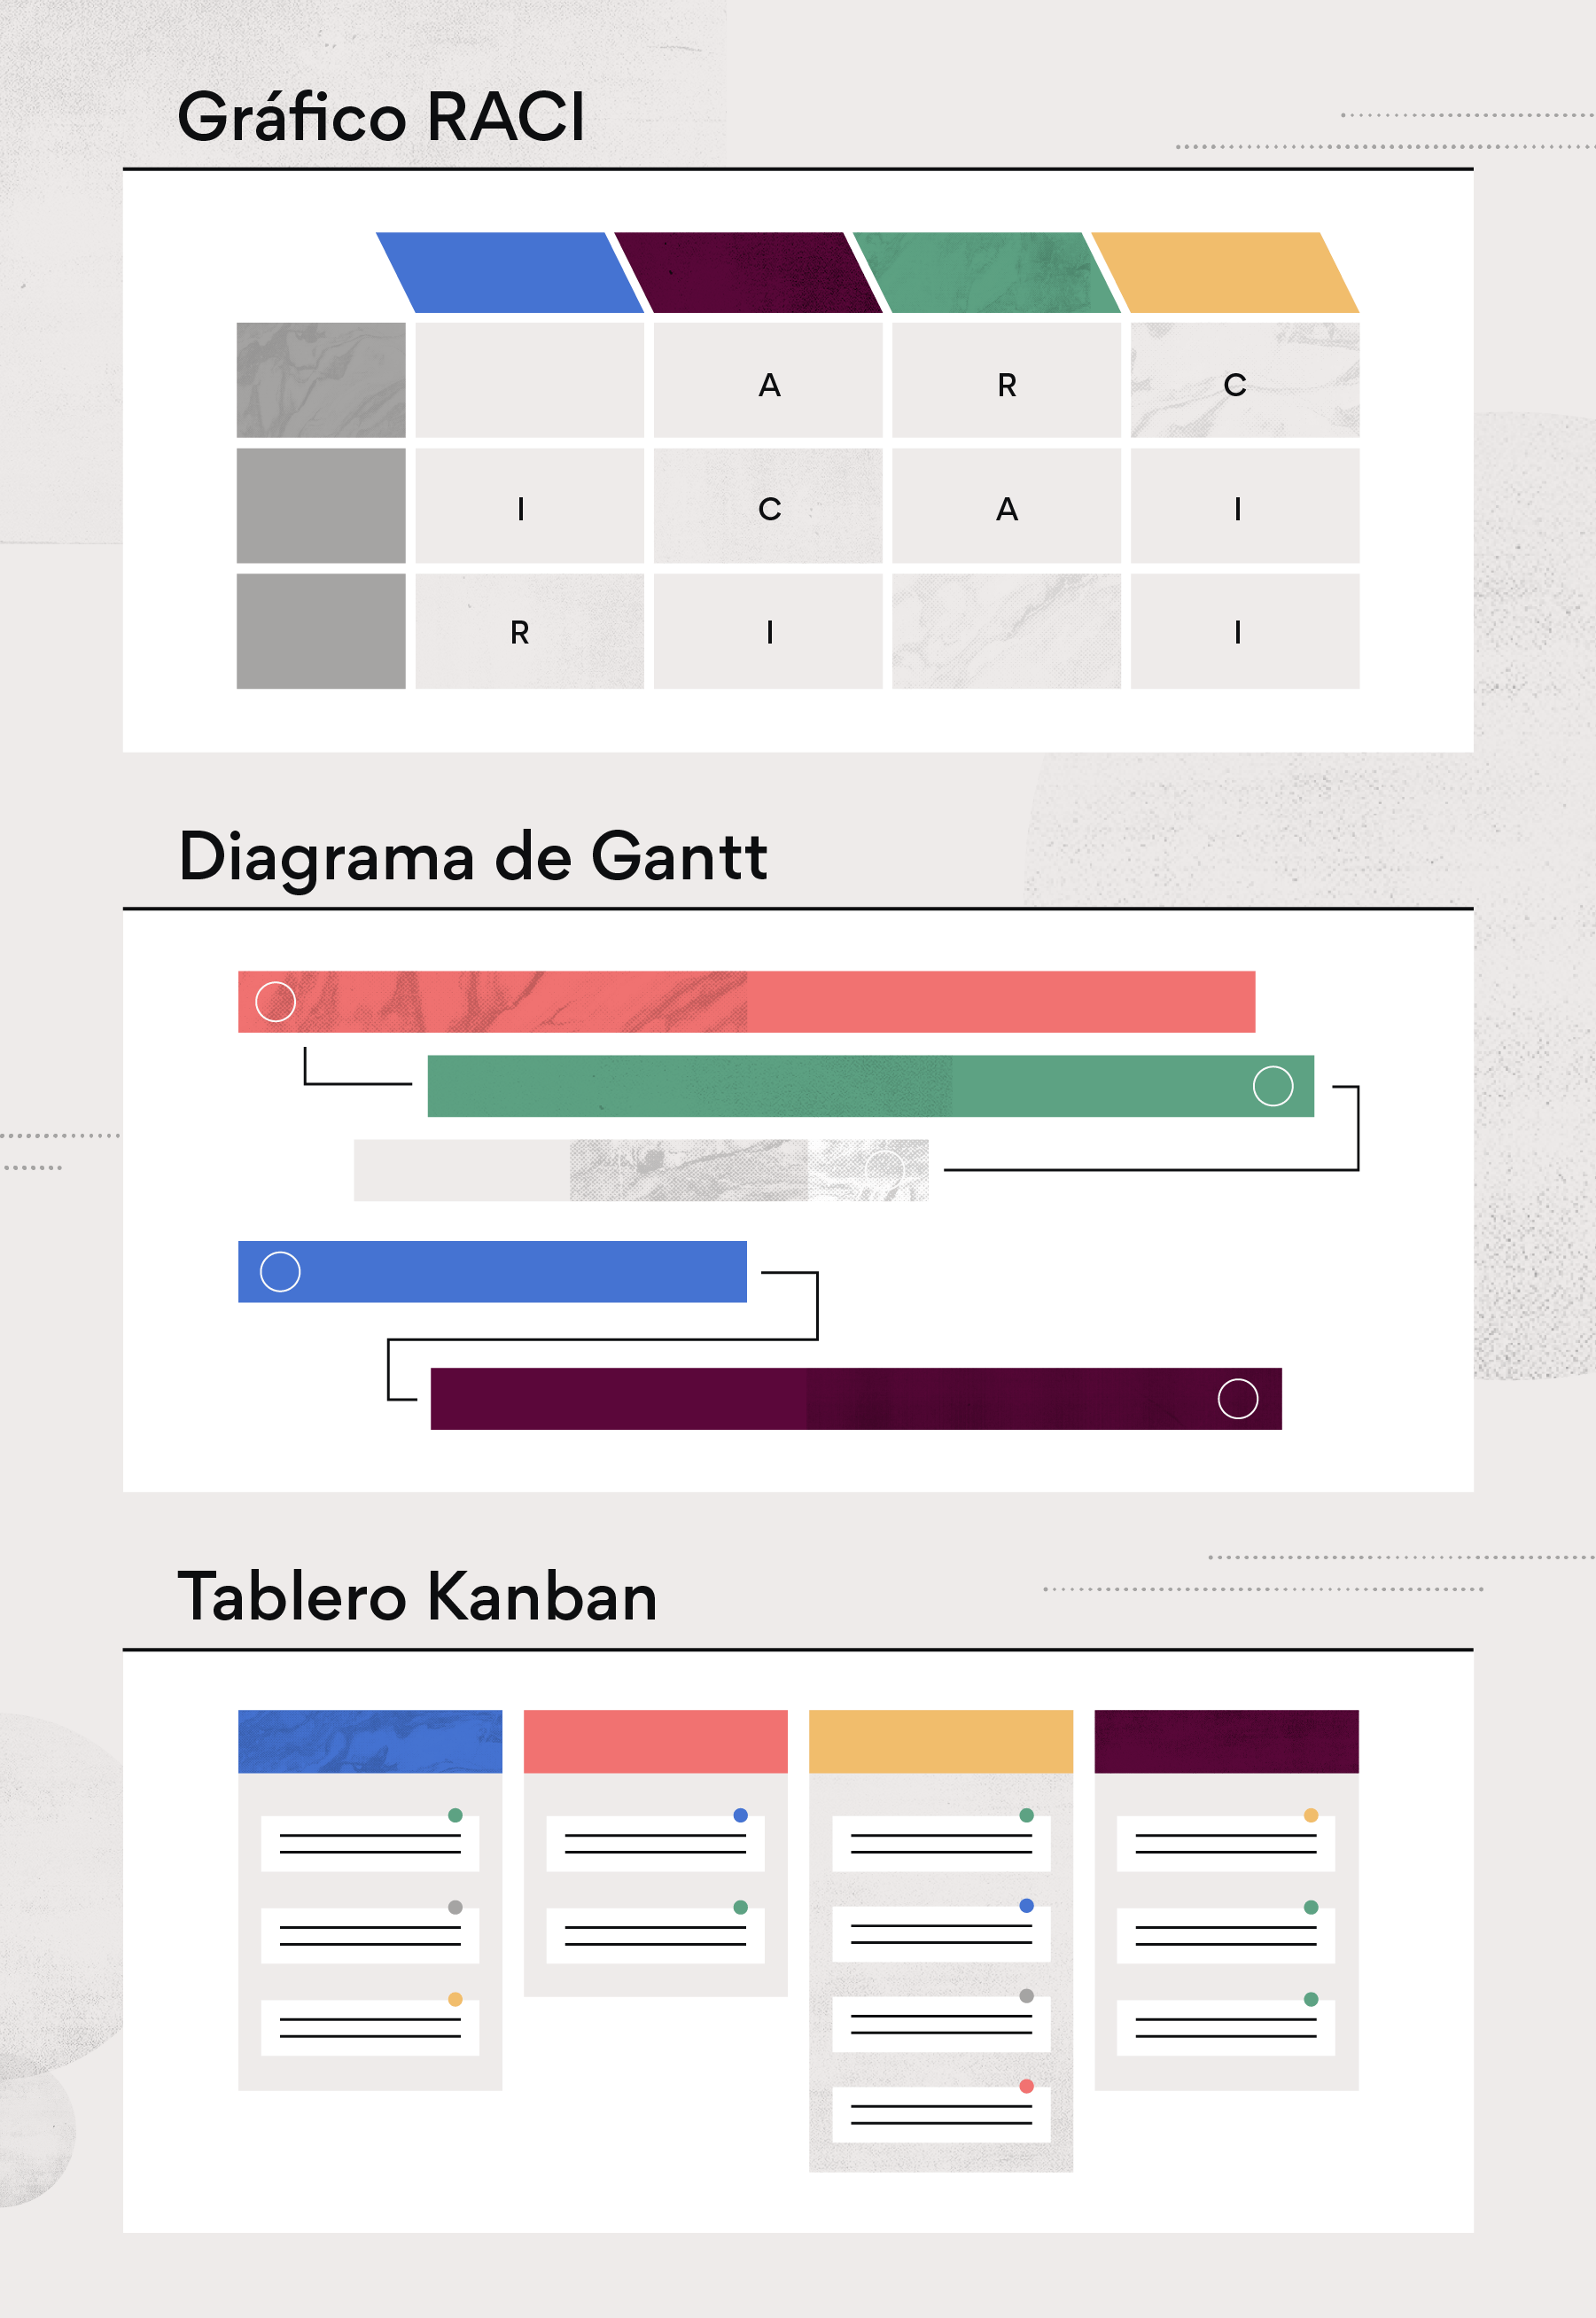 Gráfico RACI
A R C
I C A I
R I I
Diagrama de Gantt
Tablero Kanban